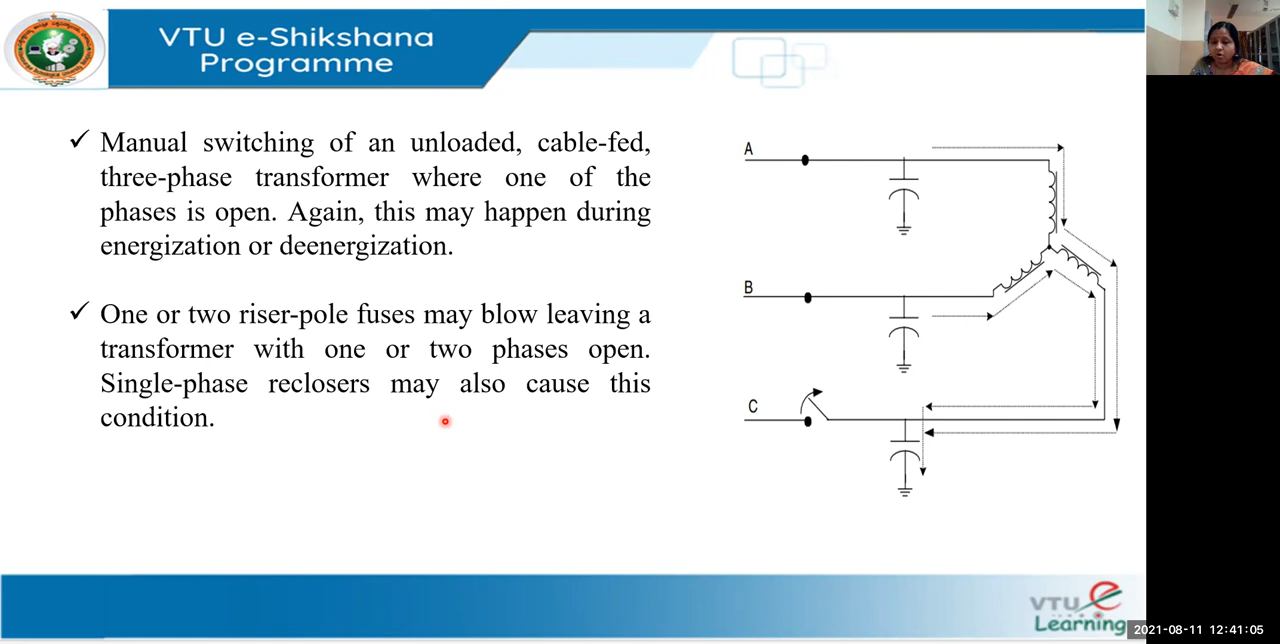 VTU e-Shikshana
Programme
✓ Manual switching of an unloaded, cable-fed,
three-phase transformer where one of the
phases is open. Again, this may happen during
energization or deenergization.
✓ One or two riser-pole fuses may blow leaving a
transformer with one or two phases open.
Single-phase reclosers may also cause this
condition.
A
B
C
VTU e
Learning
2021-08-11 12:41:05